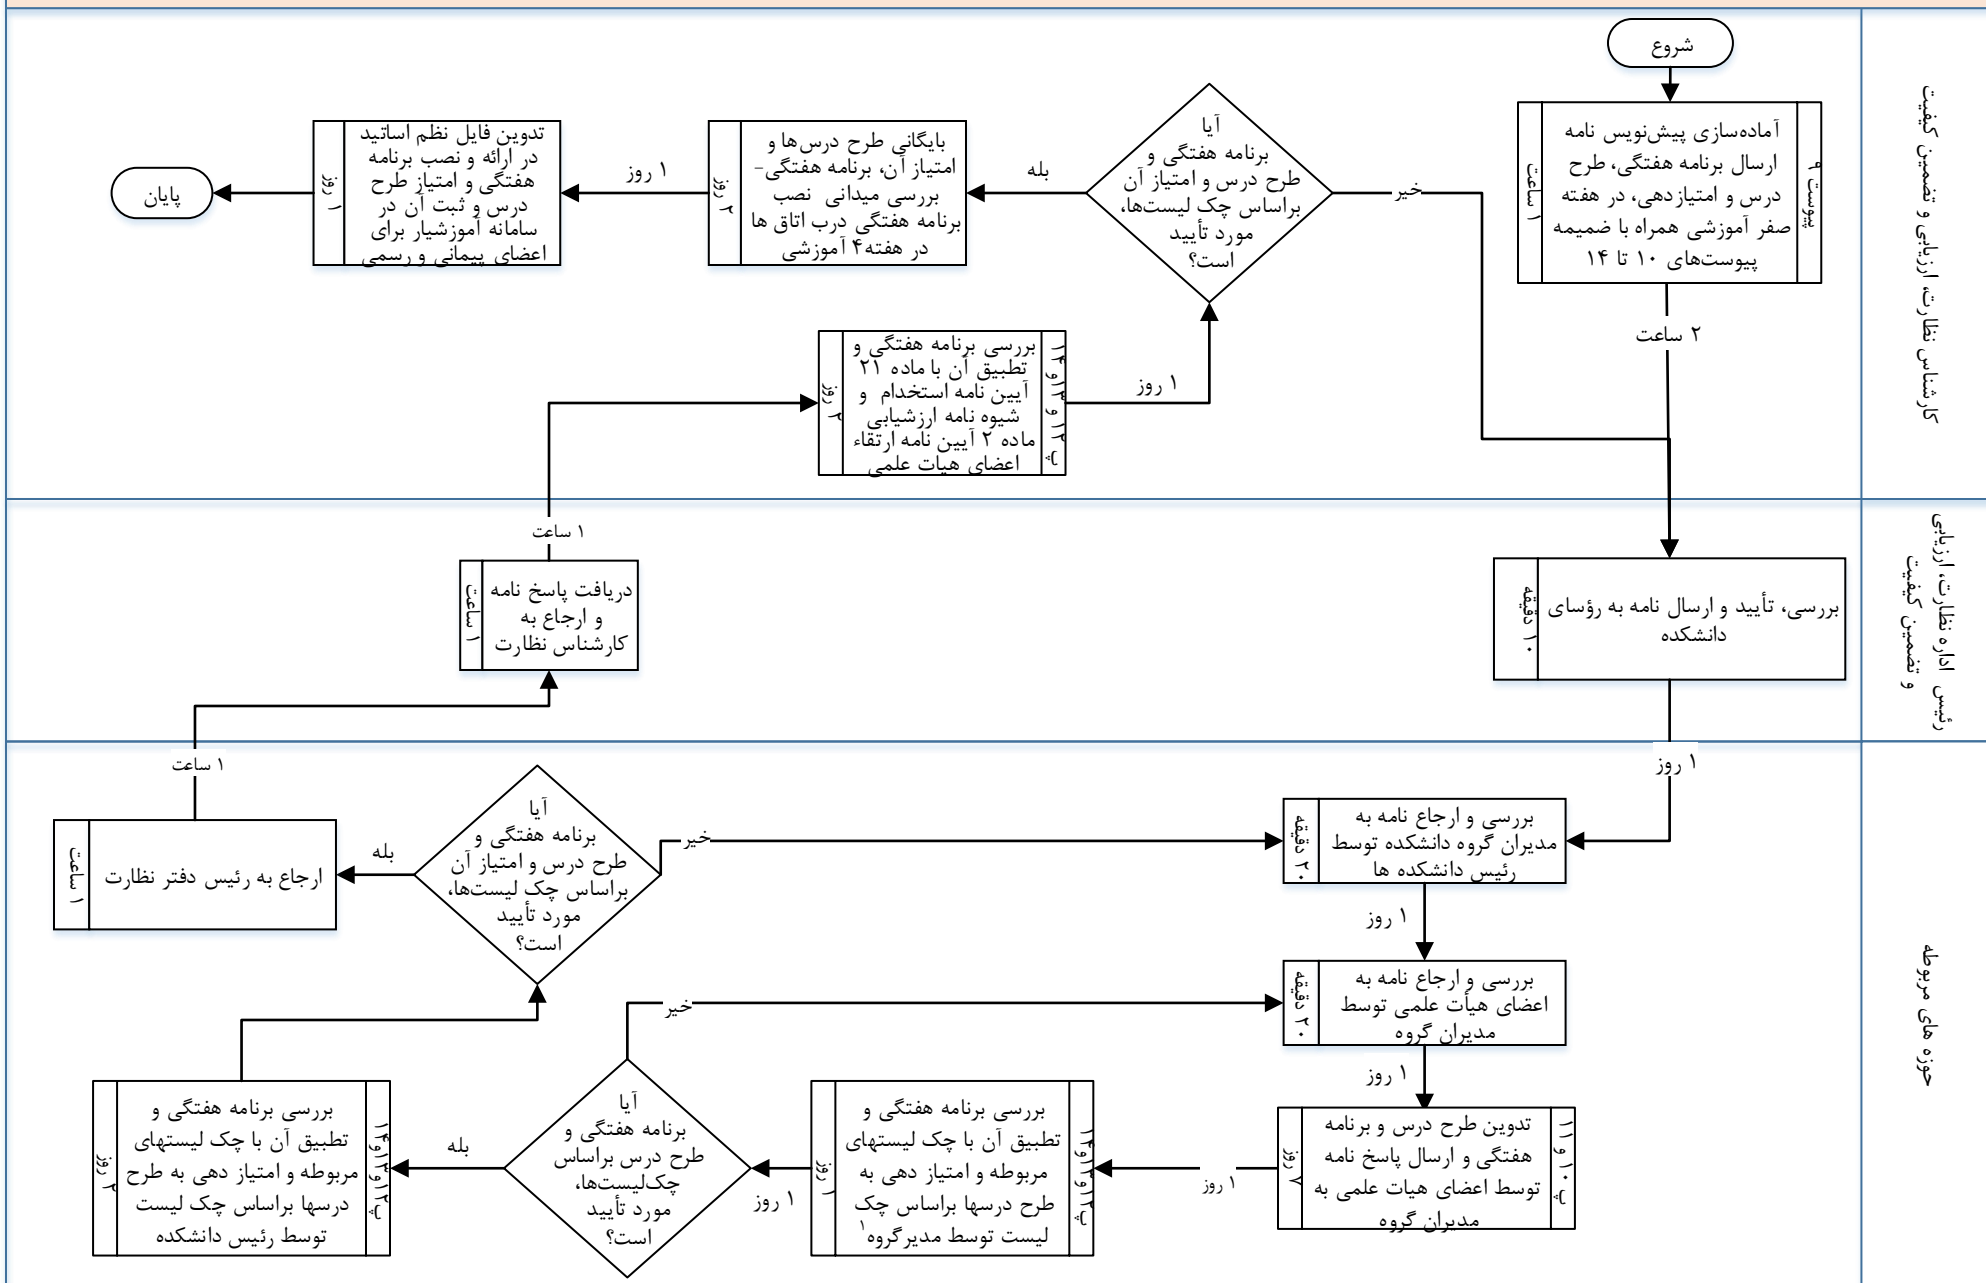 کارشناس نظارت، ارزیابی و تضمین کیفیت
شروع
پیوست ۹
آماده‌سازی پیش‌نویس نامه
ارسال برنامه هفتگی، طرح
درس و امتیازدهی، در هفته
صفر آموزشی همراه با ضمیمه
پیوست‌های ۱۰ تا ۱۴
۱ ساعت
۲ ساعت
خیر
آیا
برنامه هفتگی و
طرح درس و امتیاز آن
براساس چک لیست‌ها،
مورد تأیید
است؟
بله
بایگانی طرح درس‌ها و
امتیاز آن، برنامه هفتگی-
بررسی میدانی نصب
برنامه هفتگی درب اتاق ها
در هفته۴ آموزشی
۲ روز
۱ روز
تدوین فایل نظم اساتید
در ارائه و نصب برنامه
هفتگی و امتیاز طرح
درس و ثبت آن در
سامانه آموزشیار برای
اعضای پیمانی و رسمی
۱ روز
پایان
پ ۱۲ و ۱۳و ۱۴
بررسی برنامه هفتگی و
تطبیق آن با ماده ۲۱
آیین نامه استخدام و
شیوه نامه ارزشیابی
ماده ۲ آیین نامه ارتقاء
اعضای هیات علمی
۲ روز
۱ روز
رئیس اداره نظارت، ارزیابی
و تضمین کیفیت
بررسی، تأیید و ارسال نامه به رؤسای
دانشکده
۱۰ دقیقه
۱ ساعت
دریافت پاسخ نامه
و ارجاع به
کارشناس نظارت
۱ ساعت
حوزه های مربوطه
۱ روز
بررسی و ارجاع نامه به
مدیران گروه دانشکده توسط
رئیس دانشکده ها
۲۰ دقیقه
۱ روز
خیر
آیا
برنامه هفتگی و
طرح درس و امتیاز آن
براساس چک لیست‌ها،
مورد تأیید
است؟
بله
ارجاع به رئیس دفتر نظارت
۱ ساعت
۱ ساعت
بررسی و ارجاع نامه به
اعضای هیأت علمی توسط
مدیران گروه
۲۰ دقیقه
۱ روز
خیر
پ ۱۰ و ۱۱
تدوین طرح درس و برنامه
هفتگی و ارسال پاسخ نامه
توسط اعضای هیات علمی به
مدیران گروه
۷ روز
۱ روز
پ۱۲و۱۳و۱۴
بررسی برنامه هفتگی و
تطبیق آن با چک لیستهای
مربوطه و امتیاز دهی به
طرح درسها براساس چک
لیست توسط مدیرگروه۱
۱ روز
۱ روز
آیا
برنامه هفتگی و
طرح درس براساس
چک‌لیست‌ها،
مورد تأیید
است؟
بله
پ۱۲و۱۳و۱۴
بررسی برنامه هفتگی و
تطبیق آن با چک لیستهای
مربوطه و امتیاز دهی به طرح
درسها براساس چک لیست
توسط رئیس دانشکده
۲ روز